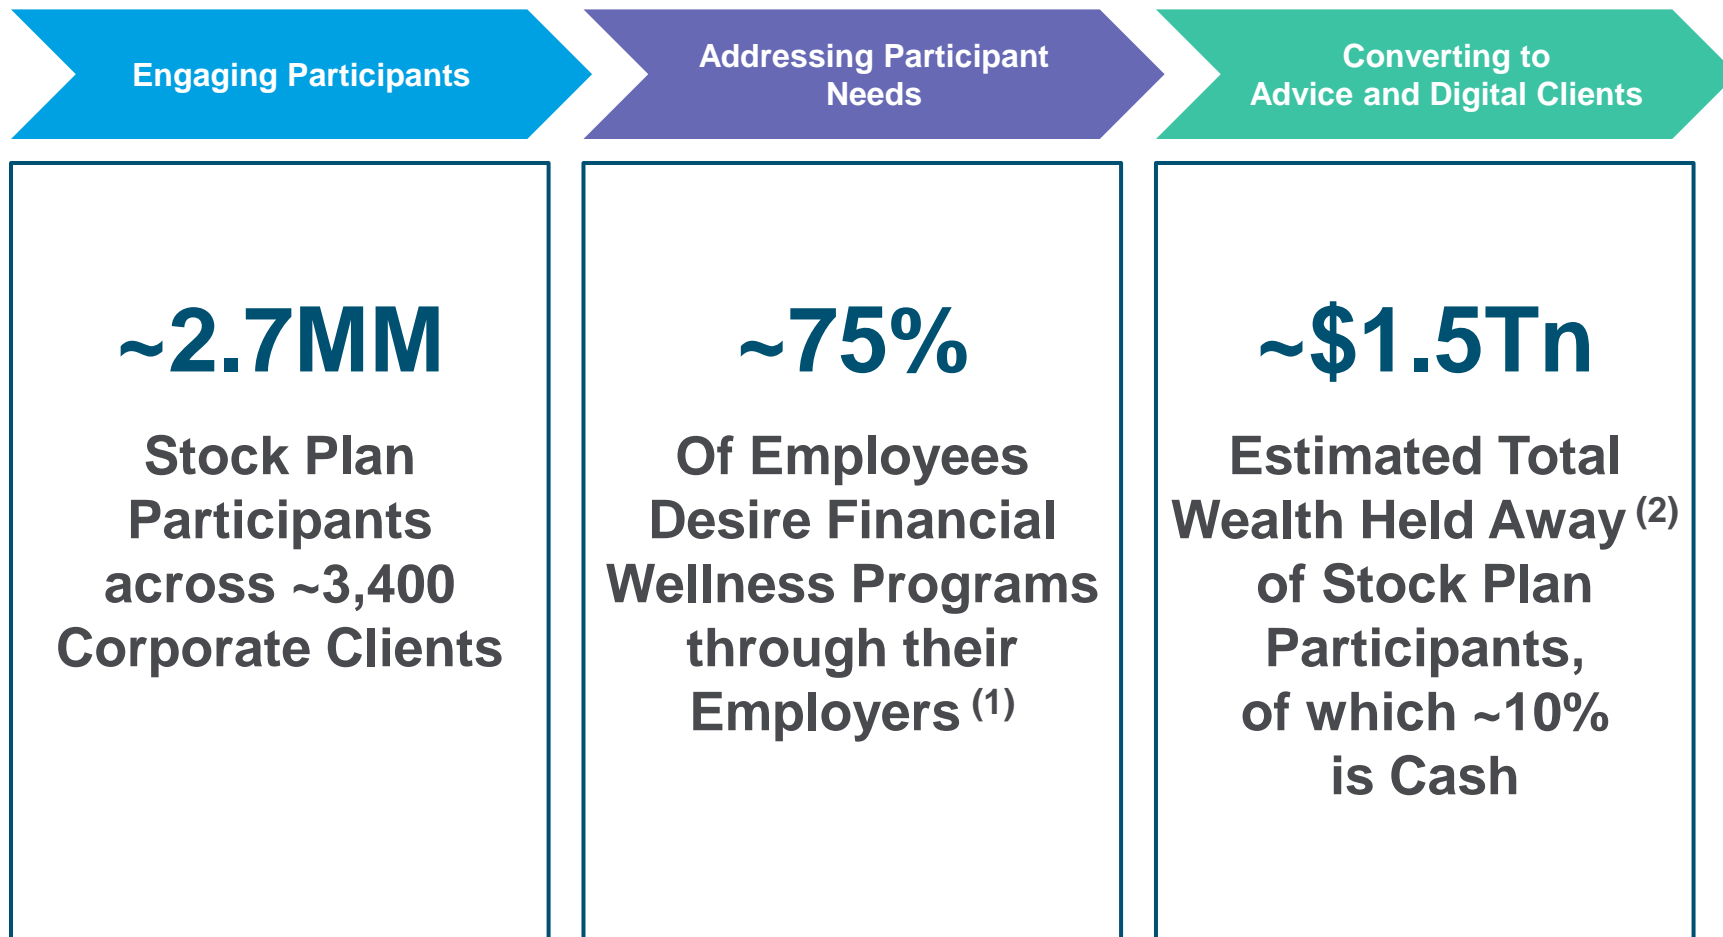 Engaging Participants
Addressing Participant
Needs
Converting to
Advice and Digital Clients
~2.7MM
Stock Plan
Participants
across ~3,400
Corporate Clients
~75%
Of Employees
Desire Financial
Wellness Programs
through their
Employers (1)
~$1.5Tn
Estimated Total
Wealth Held Away (2)
of Stock Plan
Participants,
of which ~10%
is Cash